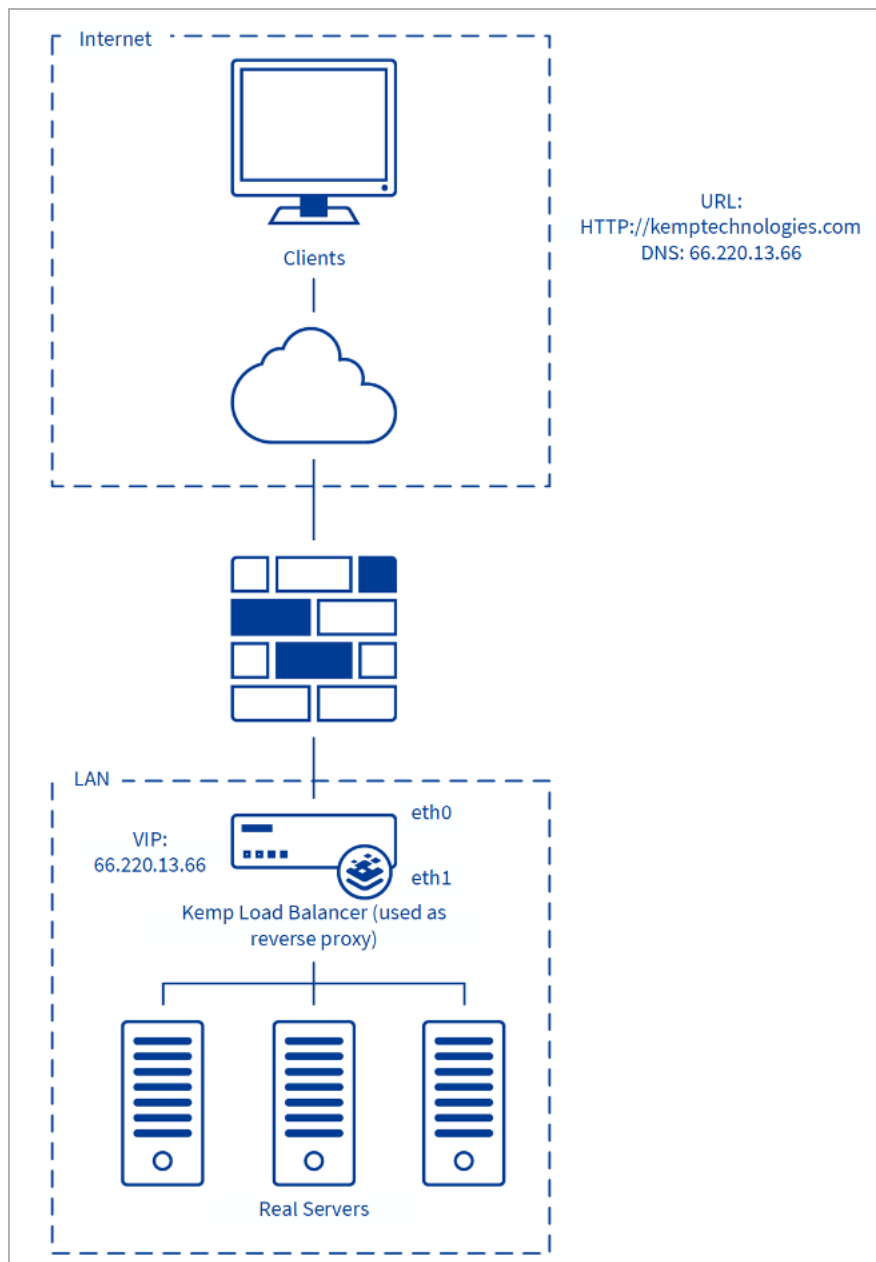 Internet
Clients
URL:
HTTP://kemptechnologies.com
DNS: 66.220.13.66
LAN
VIP:
66.220.13.66
eth0
eth1
Kemp Load Balancer (used as
reverse proxy)
Real Servers